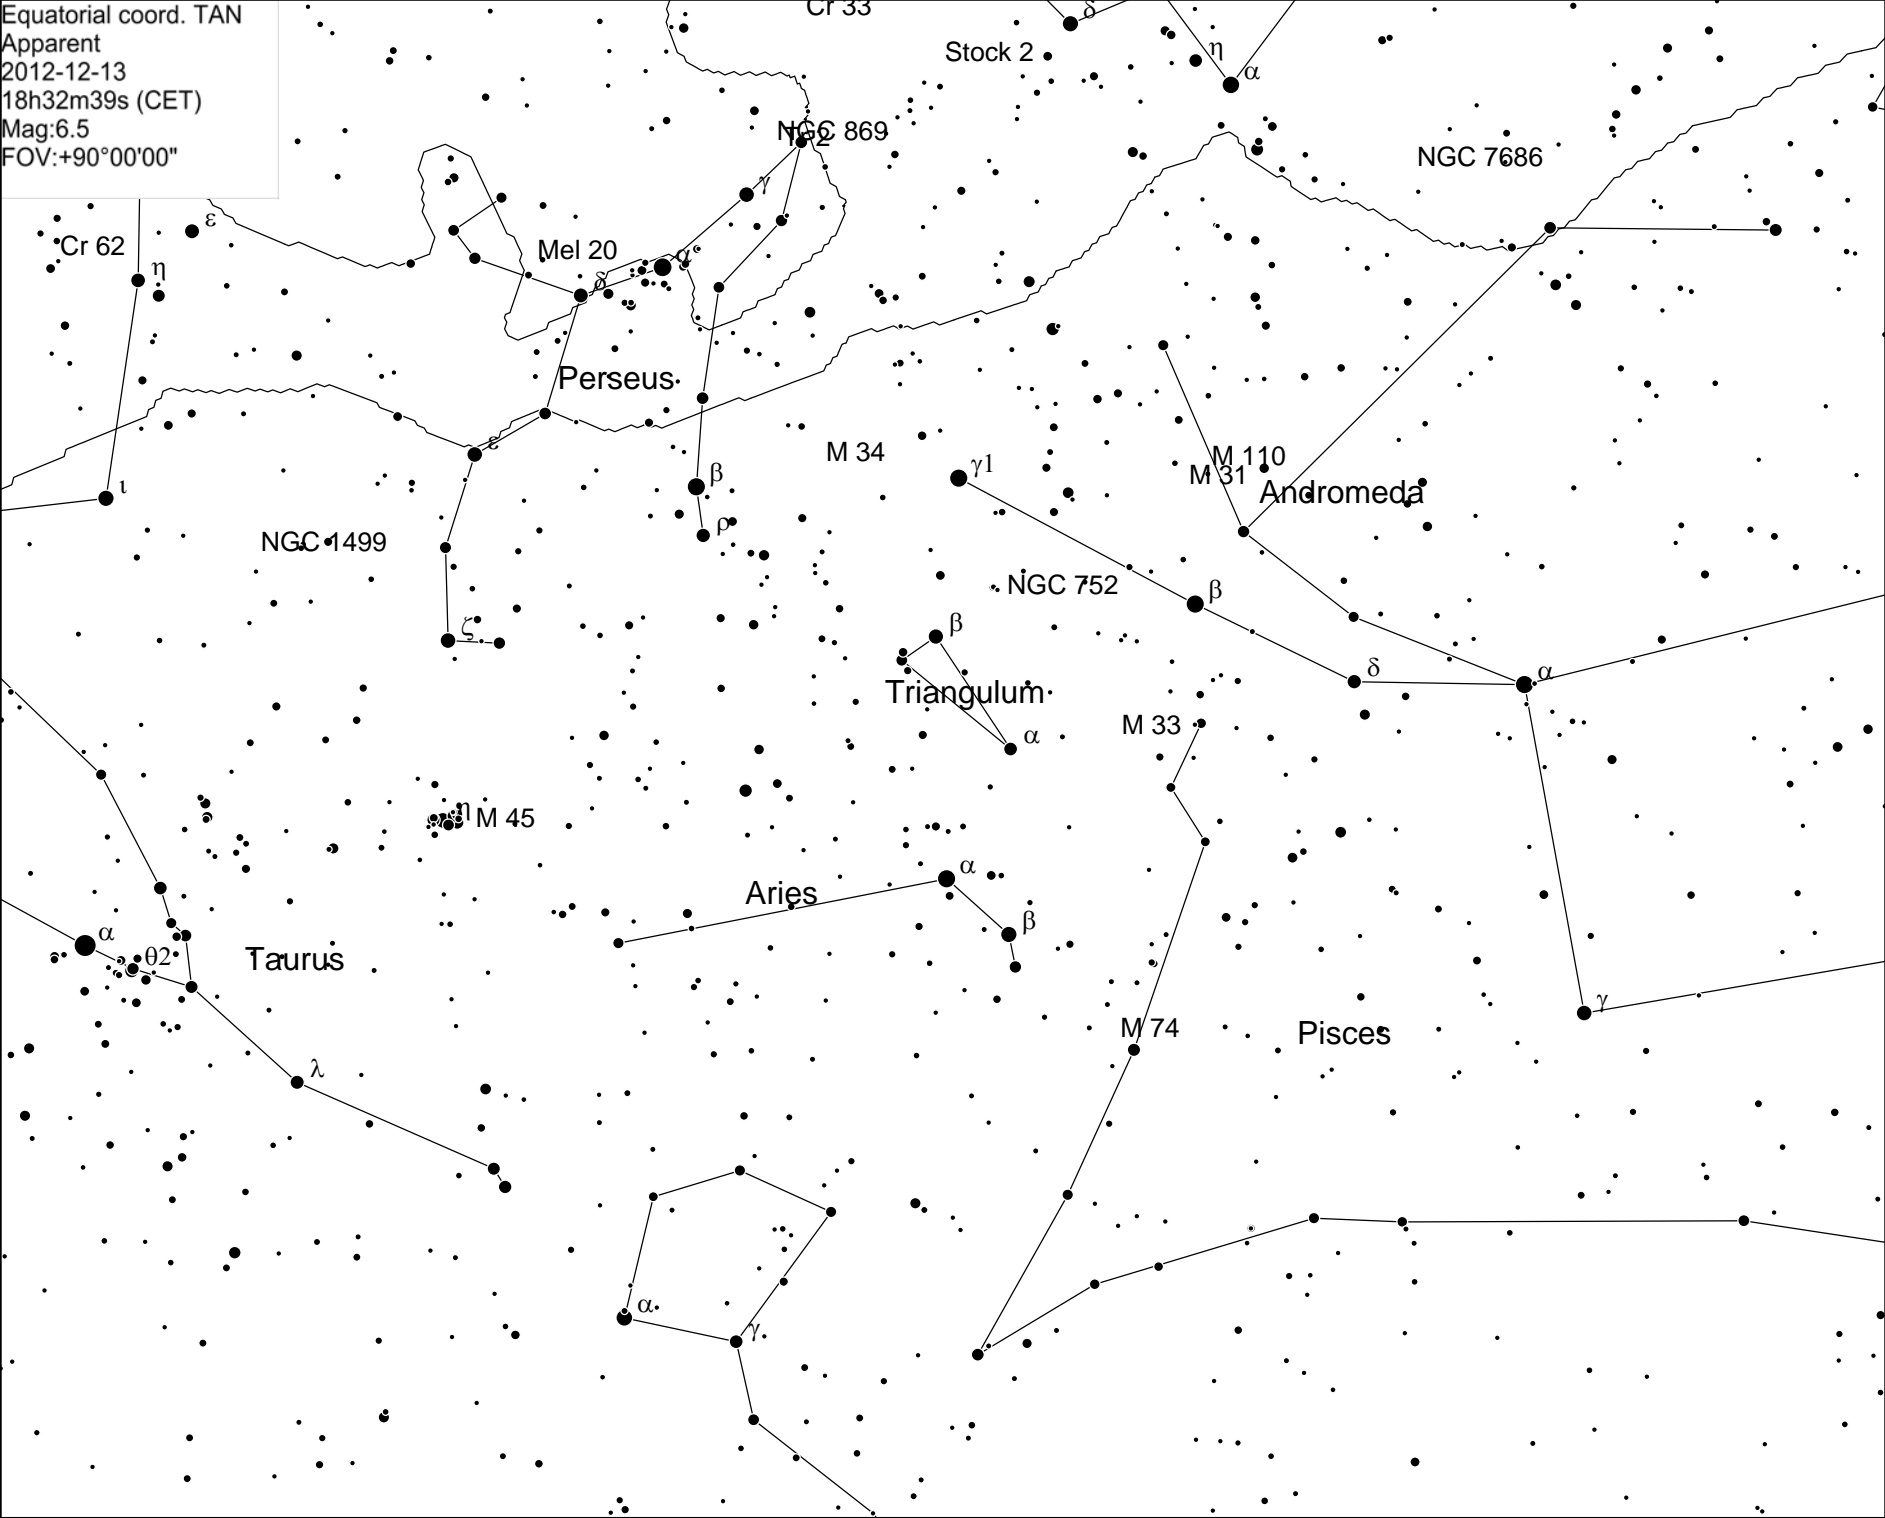 Equatorial coord. TAN
Apparent
2012-12-13
18h32m39s (CET)
Mag:6.5
FOV:+90°00'00"
Cr 33
δ
Stock 2
η
α
NGC 869
NGC 7686
γ
ε
Cr 62
Mel 20
α
η
δ
Perseus
ε
M 34
γ1
M 110
M 31
Andromeda
β
ι
ρ
NGC 1499
NGC 752
β
ζ
β
δ
α
Triangulum
M 33
α
η
M 45
Aries
α
β
α
θ2
Taurus
γ
M 74
Pisces
λ
α
γ